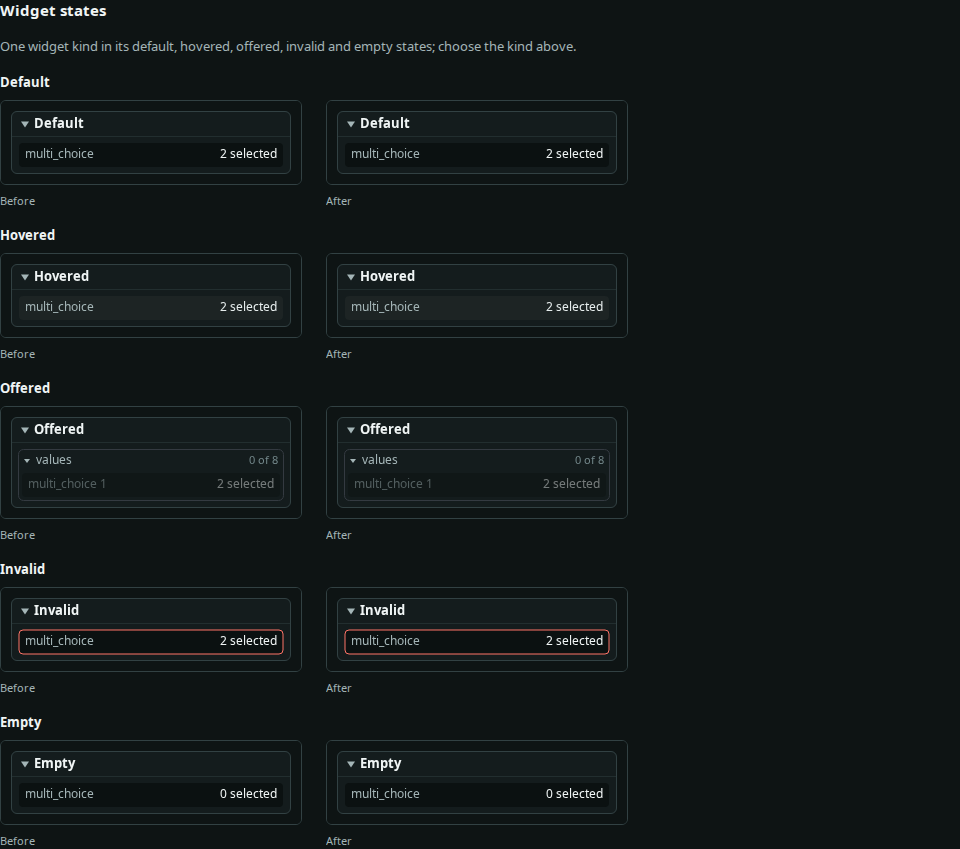 Widget states
One widget kind in its default, hovered, offered, invalid and empty states; choose the kind above.
Default
Default
multi_choice 2 selected
Before
Default
multi_choice 2 selected
After
Hovered
Hovered
multi_choice 2 selected
Before
Hovered
multi_choice 2 selected
After
Offered
Offered
values 0 of 8
multi_choice 1 2 selected
Before
Offered
values 0 of 8
multi_choice 1 2 selected
After
Invalid
Invalid
multi_choice 2 selected
Before
Invalid
multi_choice 2 selected
After
Empty
Empty
multi_choice 0 selected
Before
Empty
multi_choice 0 selected
After